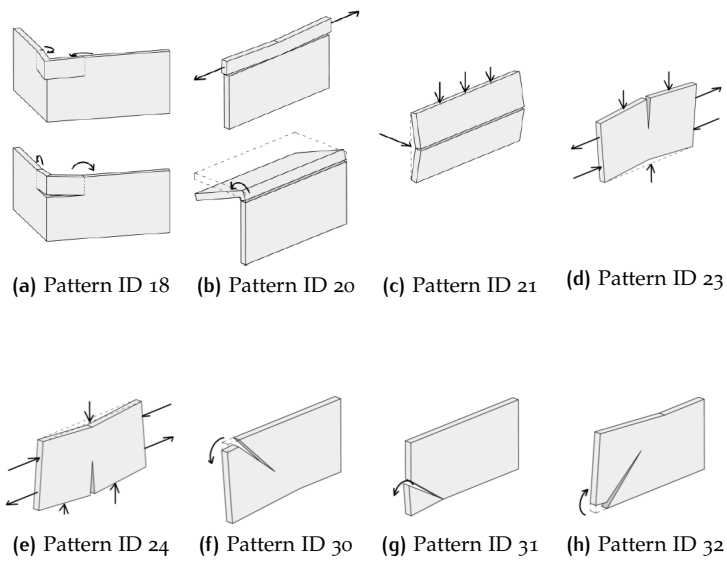 (a) Pattern ID 18
(b) Pattern ID 20
(c) Pattern ID 21
(d) Pattern ID 23
(e) Pattern ID 24
(f) Pattern ID 30
(g) Pattern ID 31
(h) Pattern ID 32